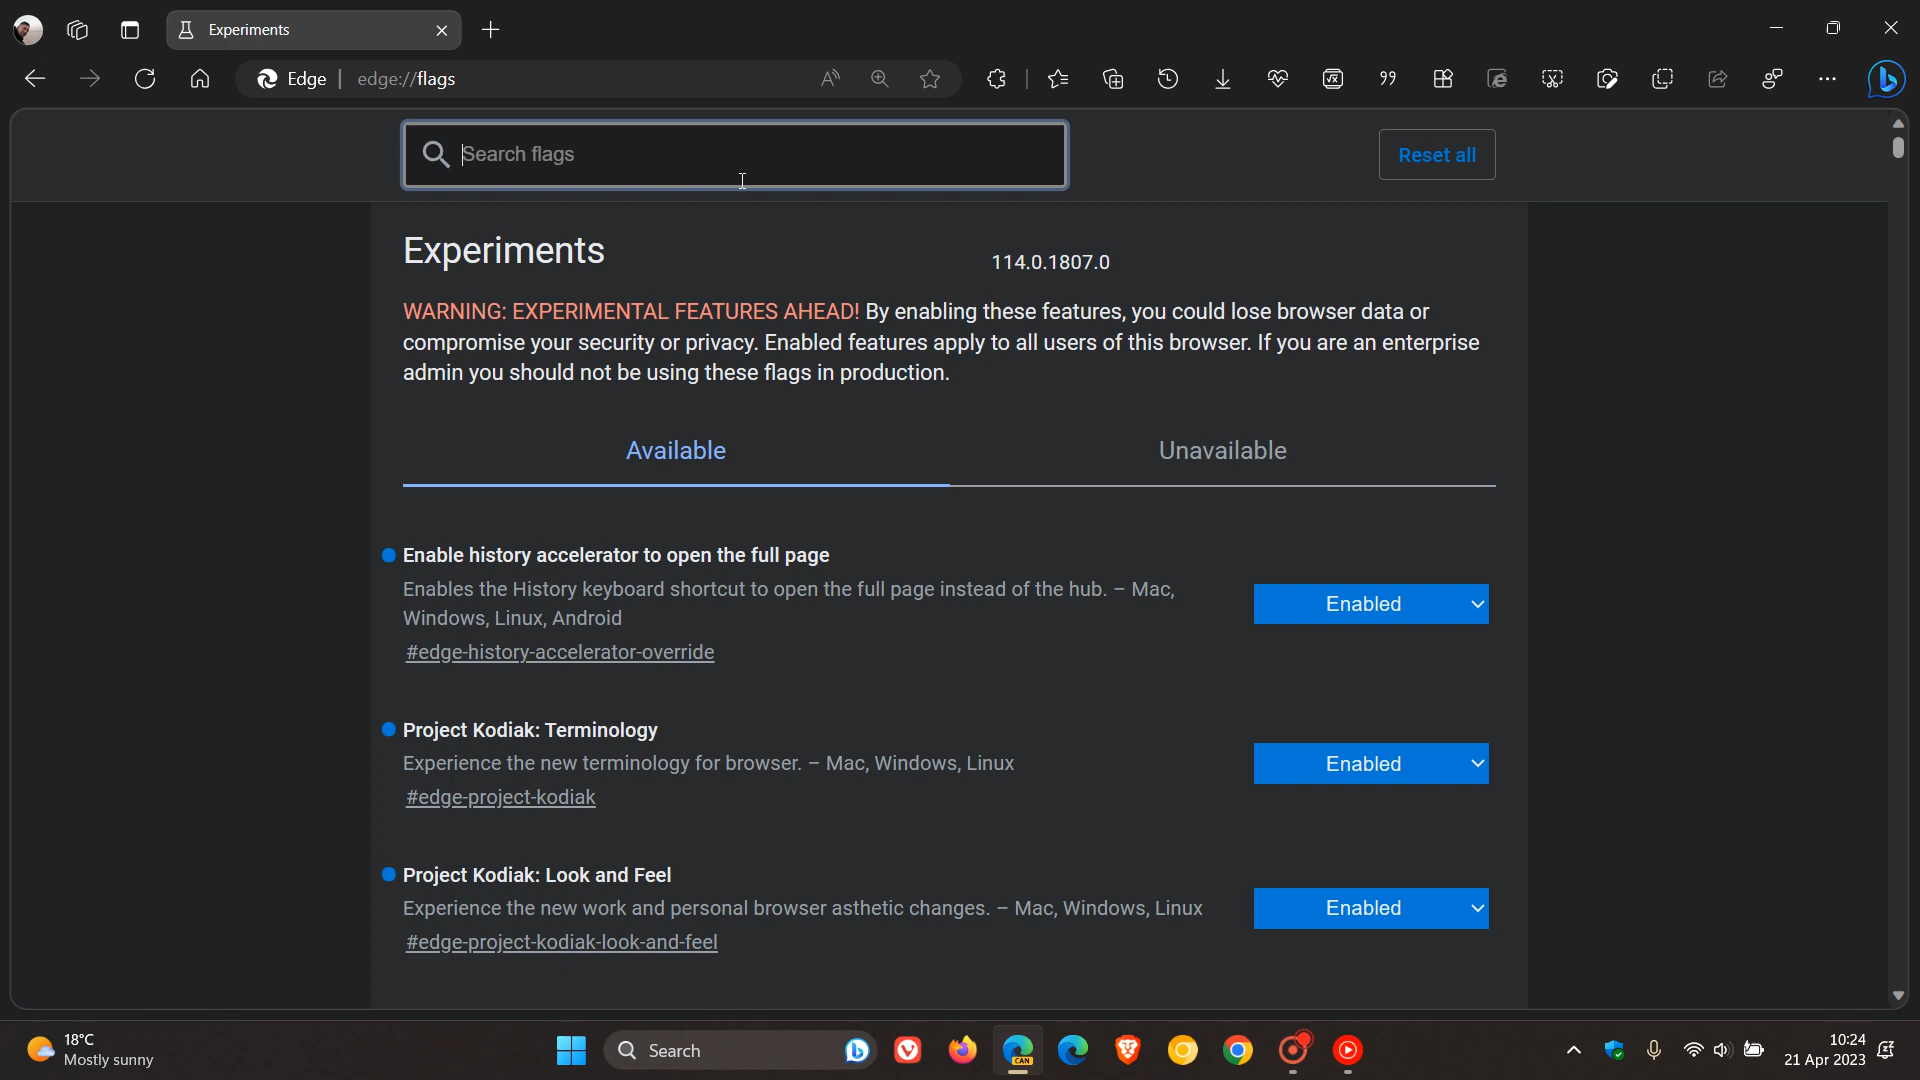 Experiments
Edge
edge://flags
Search flags
Reset all
Experiments
114.0.1807.0
WARNING: EXPERIMENTAL FEATURES AHEAD! By enabling these features, you could lose browser data or
compromise your security or privacy. Enabled features apply to all users of this browser. If you are an enterprise
admin you should not be using these flags in production.
Available
Unavailable
Enable history accelerator to open the full page
Enables the History keyboard shortcut to open the full page instead of the hub. – Mac,
Windows, Linux, Android
#edge-history-accelerator-override
Enabled
Project Kodiak: Terminology
Experience the new terminology for browser. – Mac, Windows, Linux
#edge-project-kodiak
Enabled
Project Kodiak: Look and Feel
Experience the new work and personal browser asthetic changes. – Mac, Windows, Linux
#edge-project-kodiak-look-and-feel
Enabled
18°C
Mostly sunny
Search
CAN
10:24
21 Apr 2023